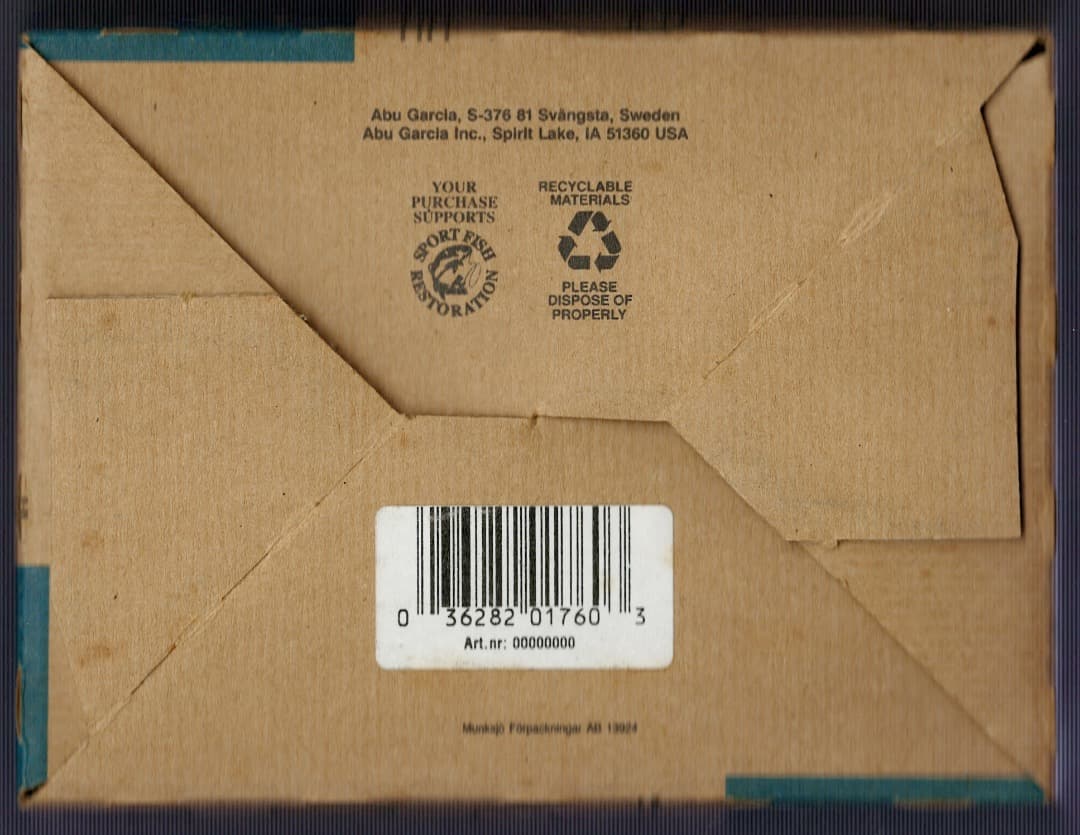 Abu Garcia, S-376 81 Svångsta, Sweden
Abu Garcia Inc., Spirit Lake, IA 51360 USA
YOUR
PURCHASE
SUPPORTS
SPORT FISH
RESTORATION
RECYCLABLE
MATERIALS
PLEASE
DISPOSE OF
PROPERLY
0 36282 01760 3
Art.nr: 00000000
Munksjö Förpackningar AB 13924